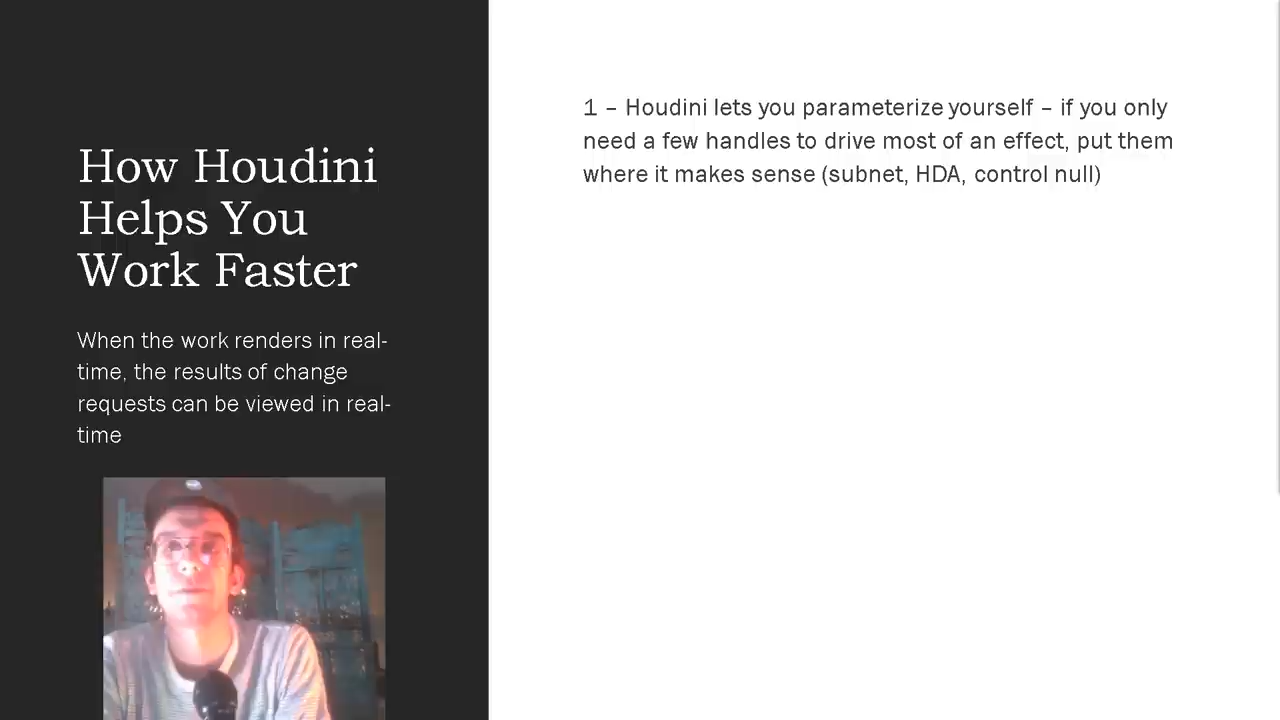 How Houdini
Helps You
Work Faster
When the work renders in real-
time, the results of change
requests can be viewed in real-
time
1 – Houdini lets you parameterize yourself – if you only
need a few handles to drive most of an effect, put them
where it makes sense (subnet, HDA, control null)